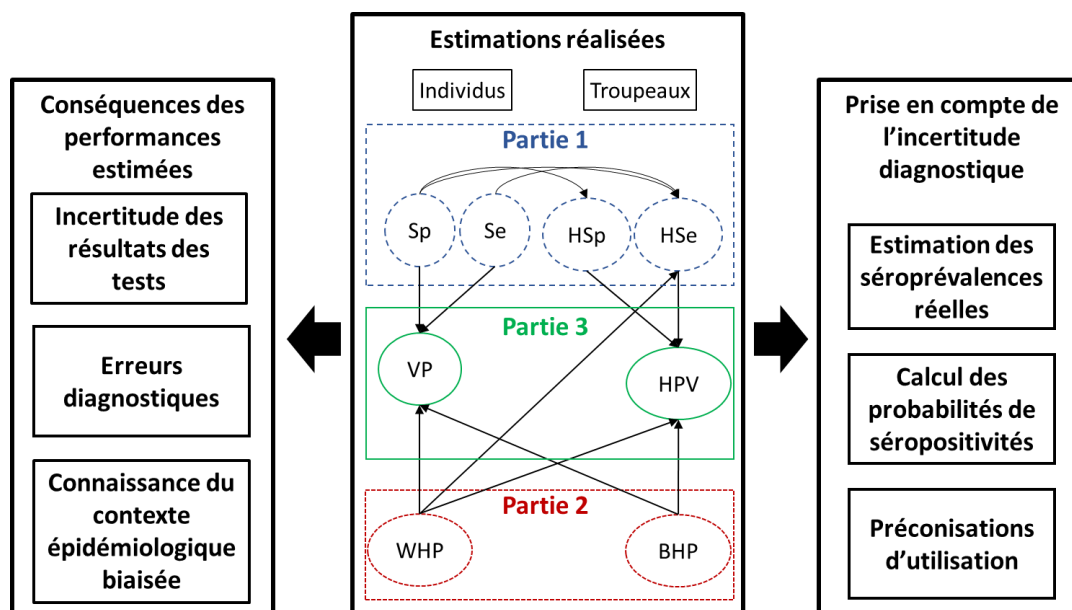 Conséquences des
performances
estimées
Incertitude des
résultats des
tests
Erreurs
diagnostiques
Connaissance du
contexte
épidémiologique
biaisée
Estimations réalisées
Individus
Troupeaux
Partie 1
Sp
Se
HSp
HSe
Partie 3
VP
HPV
Partie 2
WHP
BHP
Prise en compte de
l’incertitude
diagnostique
Estimation des
séroprévalences
réelles
Calcul des
probabilités de
séropositivités
Préconisations
d’utilisation